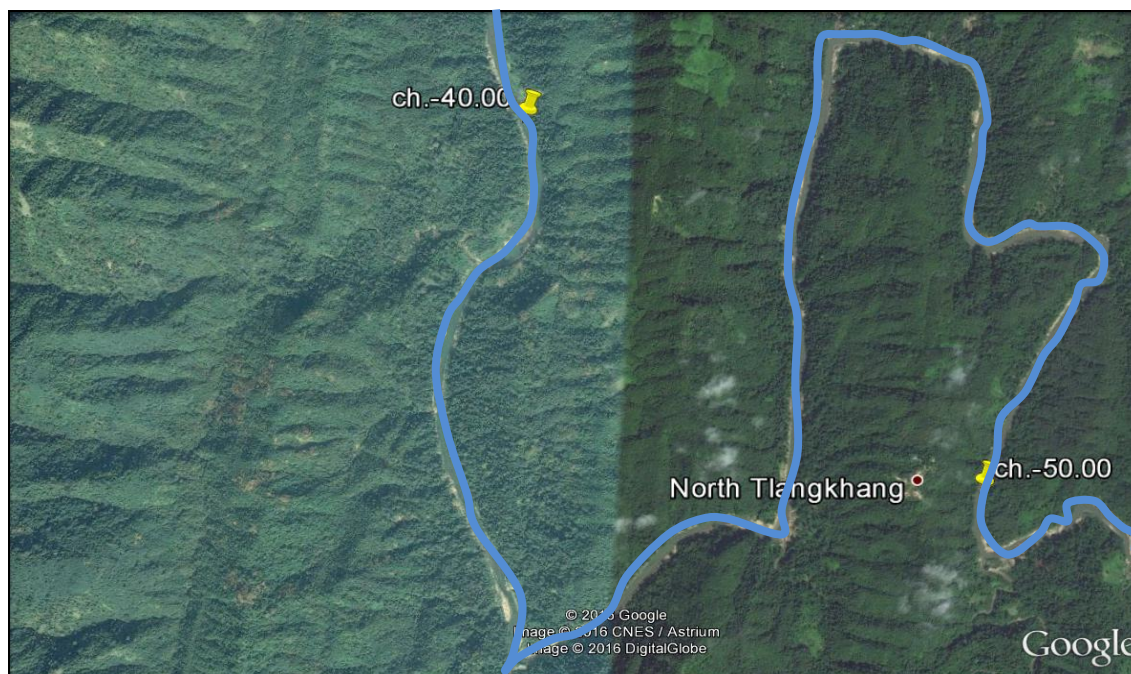 ch.-40.00
ch.-50.00
North Tlangkhang
© 2016 Google
Image © 2016 CNES / Astrium
Image © 2016 DigitalGlobe
Google